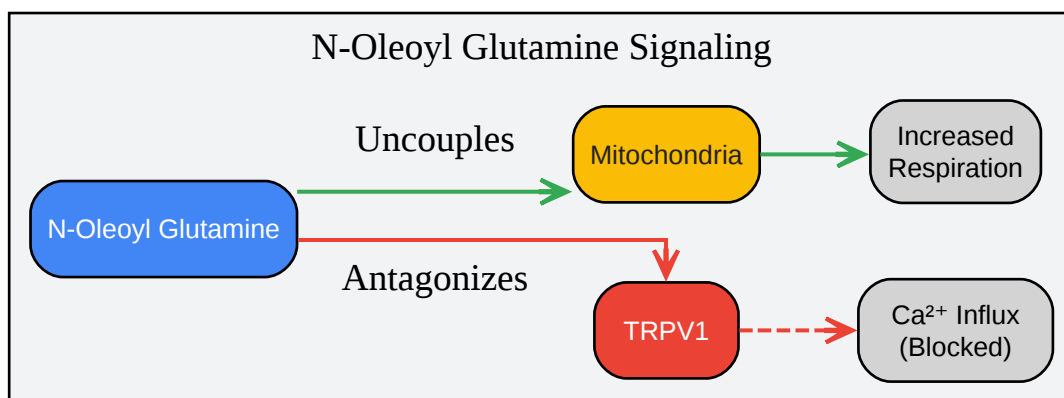 N-Oleoyl Glutamine Signaling
Uncouples
Mitochondria
Increased
Respiration
N-Oleoyl Glutamine
Antagonizes
TRPV1
Ca²⁺ Influx
(Blocked)